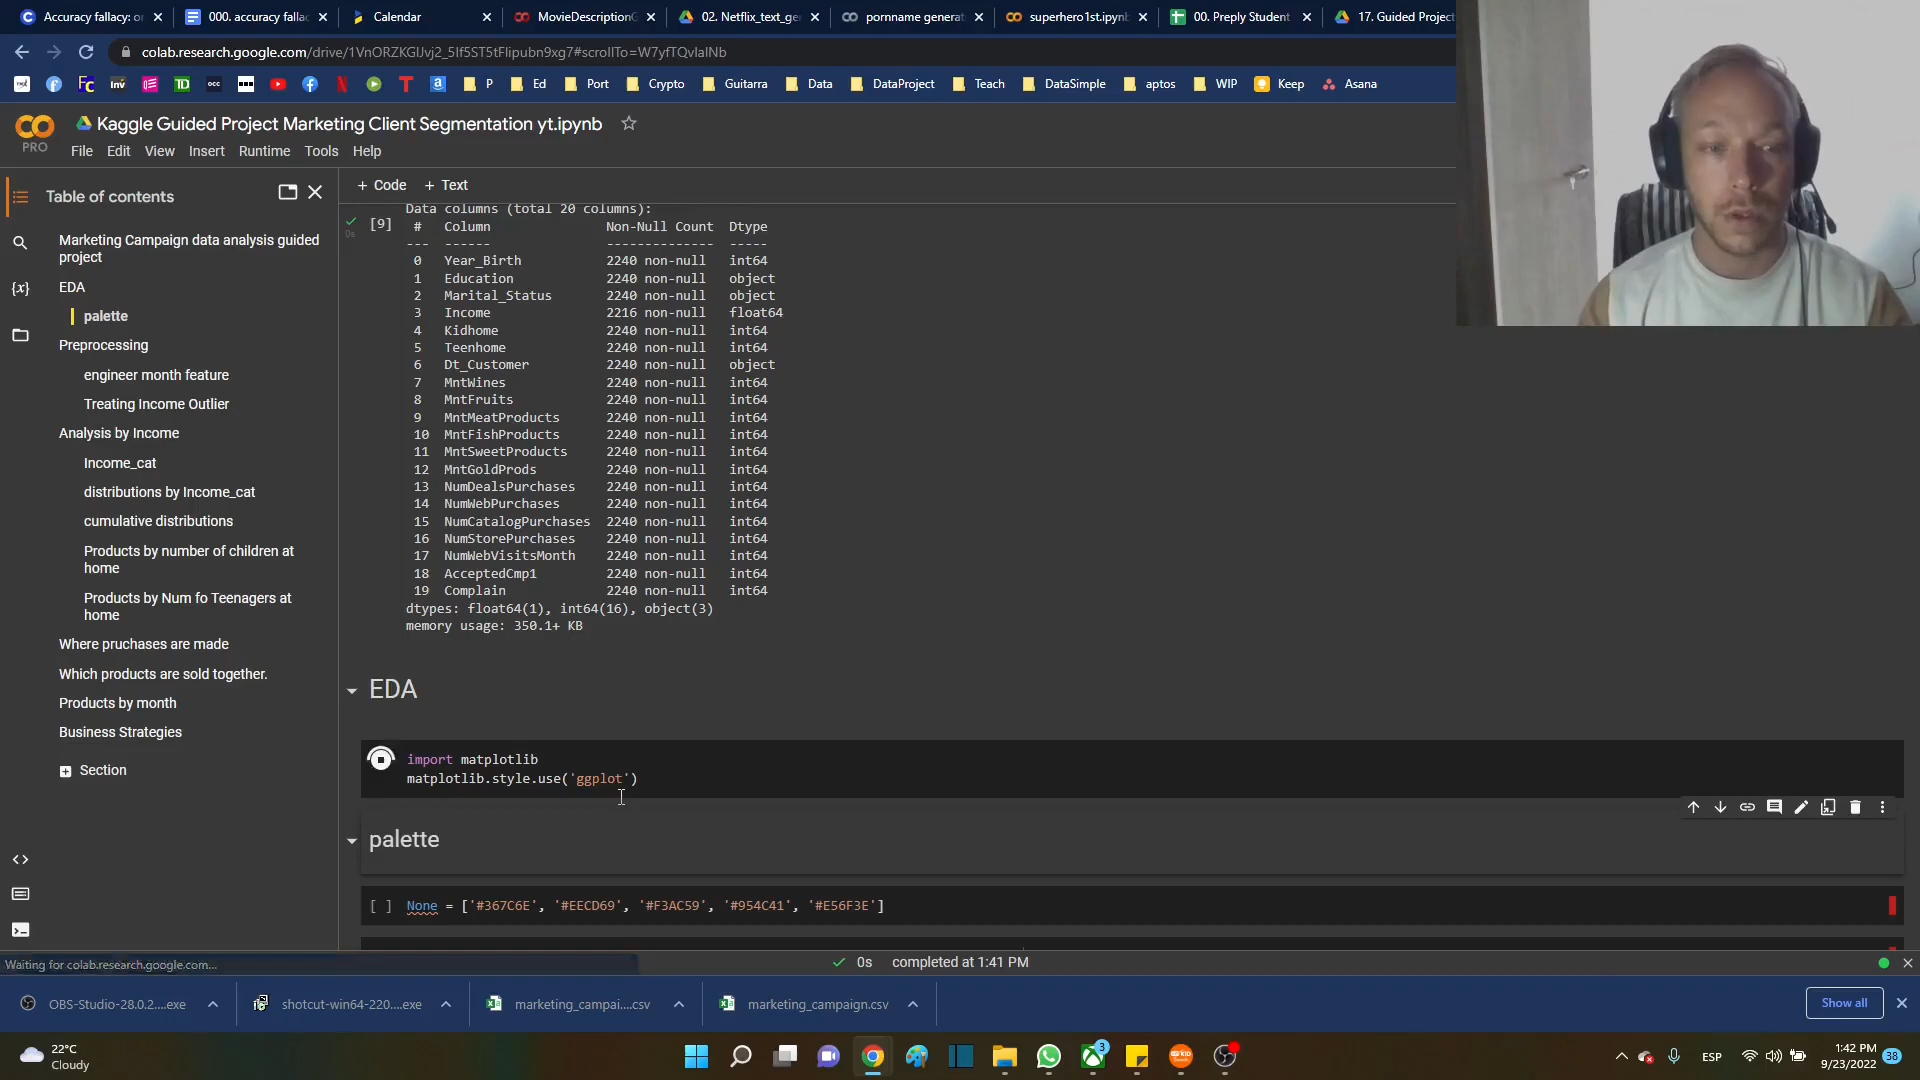 Accuracy fallacy: or
000. accuracy fallac
Calendar
MovieDescriptionG
02. Netflix_text_ge
pornname generat
superhero1st.ipynb
00. Preply Student
17. Guided Project
colab.research.google.com/drive/1VnORZKGlJvj2_5lf5ST5tFlipubn9xg7#scrollTo=W7yfTQvlaINb
inv
TD
occ
P
Ed
Port
Crypto
Guitarra
Data
DataProject
Teach
DataSimple
aptos
WIP
Keep
Asana
Kaggle Guided Project Marketing Client Segmentation yt.ipynb
PRO
File Edit View Insert Runtime Tools Help
Table of contents
+ Code + Text
Marketing Campaign data analysis guided
project
EDA
palette
Preprocessing
engineer month feature
Treating Income Outlier
Analysis by Income
Income_cat
distributions by Income_cat
cumulative distributions
Products by number of children at
home
Products by Num fo Teenagers at
home
Where pruchases are made
Which products are sold together.
Products by month
Business Strategies
Section
Data columns (total 20 columns):
[9] # Column Non-Null Count Dtype
0s
--- ------ -------------- -----
0 Year_Birth 2240 non-null int64
1 Education 2240 non-null object
2 Marital_Status 2240 non-null object
3 Income 2216 non-null float64
4 Kidhome 2240 non-null int64
5 Teenhome 2240 non-null int64
6 Dt_Customer 2240 non-null object
7 MntWines 2240 non-null int64
8 MntFruits 2240 non-null int64
9 MntMeatProducts 2240 non-null int64
10 MntFishProducts 2240 non-null int64
11 MntSweetProducts 2240 non-null int64
12 MntGoldProds 2240 non-null int64
13 NumDealsPurchases 2240 non-null int64
14 NumWebPurchases 2240 non-null int64
15 NumCatalogPurchases 2240 non-null int64
16 NumStorePurchases 2240 non-null int64
17 NumWebVisitsMonth 2240 non-null int64
18 AcceptedCmp1 2240 non-null int64
19 Complain 2240 non-null int64
dtypes: float64(1), int64(16), object(3)
memory usage: 350.1+ KB
EDA
import matplotlib
matplotlib.style.use('ggplot')
palette
[ ] None = ['#367C6E', '#EECD69', '#F3AC59', '#954C41', '#E56F3E']
Waiting for colab.research.google.com...
0s completed at 1:41 PM
OBS-Studio-28.0.2....exe
shotcut-win64-220....exe
marketing_campai....csv
marketing_campaign.csv
Show all
22°C
Cloudy
3
ESP
1:42 PM
9/23/2022
38